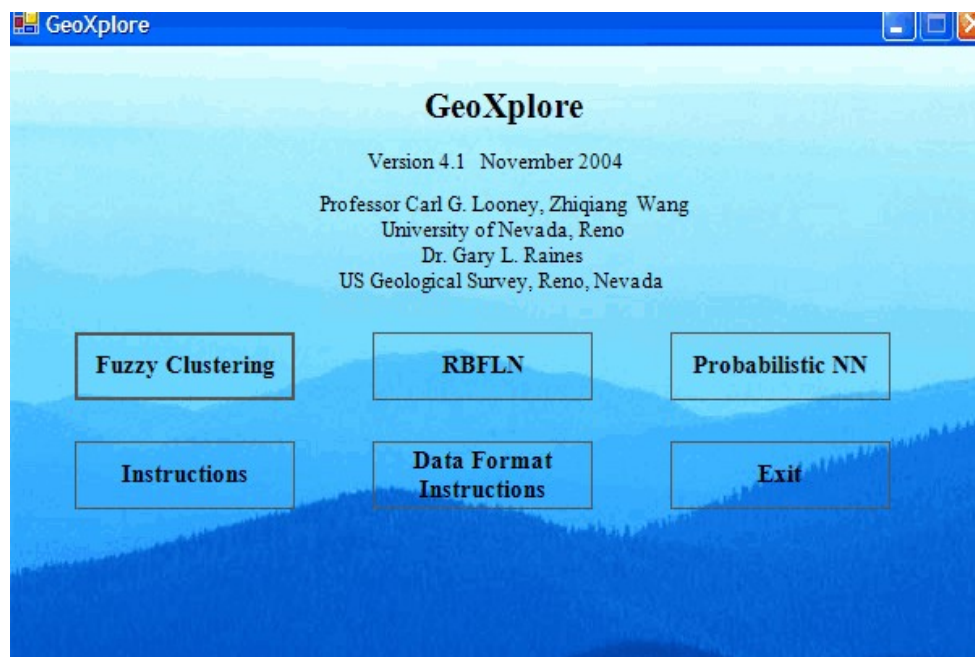 GeoXplore
GeoXplore
Version 4.1 November 2004
Professor Carl G. Looney, Zhiqiang Wang
University of Nevada, Reno
Dr. Gary L. Raines
US Geological Survey, Reno, Nevada
Fuzzy Clustering
RBFLN
Probabilistic NN
Instructions
Data Format
Instructions
Exit